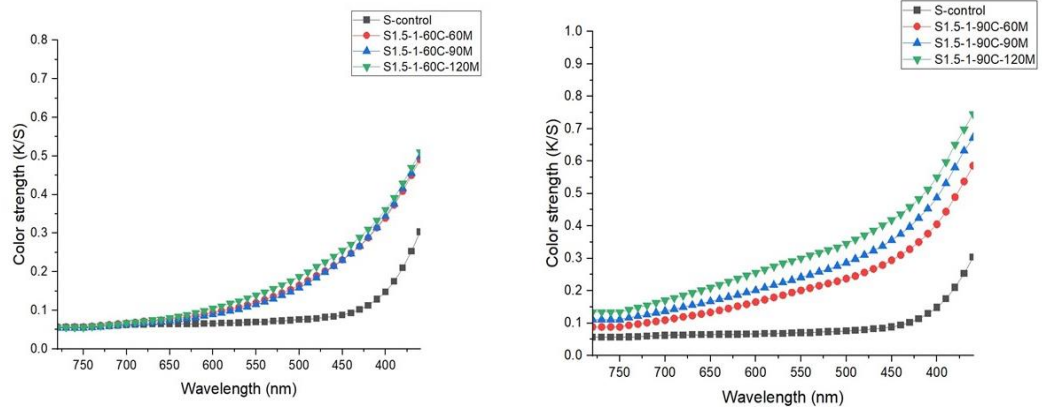 S-control
S1.5-1-60C-60M
S1.5-1-60C-90M
S1.5-1-60C-120M
0.8
0.7
0.6
0.5
0.4
0.3
0.2
0.1
0.0
Color strength (K/S)
750 700 650 600 550 500 450 400
Wavelength (nm)
S-control
S1.5-1-90C-60M
S1.5-1-90C-90M
S1.5-1-90C-120M
1.0
0.9
0.8
0.7
0.6
0.5
0.4
0.3
0.2
0.1
0.0
Color strength (K/S)
750 700 650 600 550 500 450 400
Wavelength (nm)